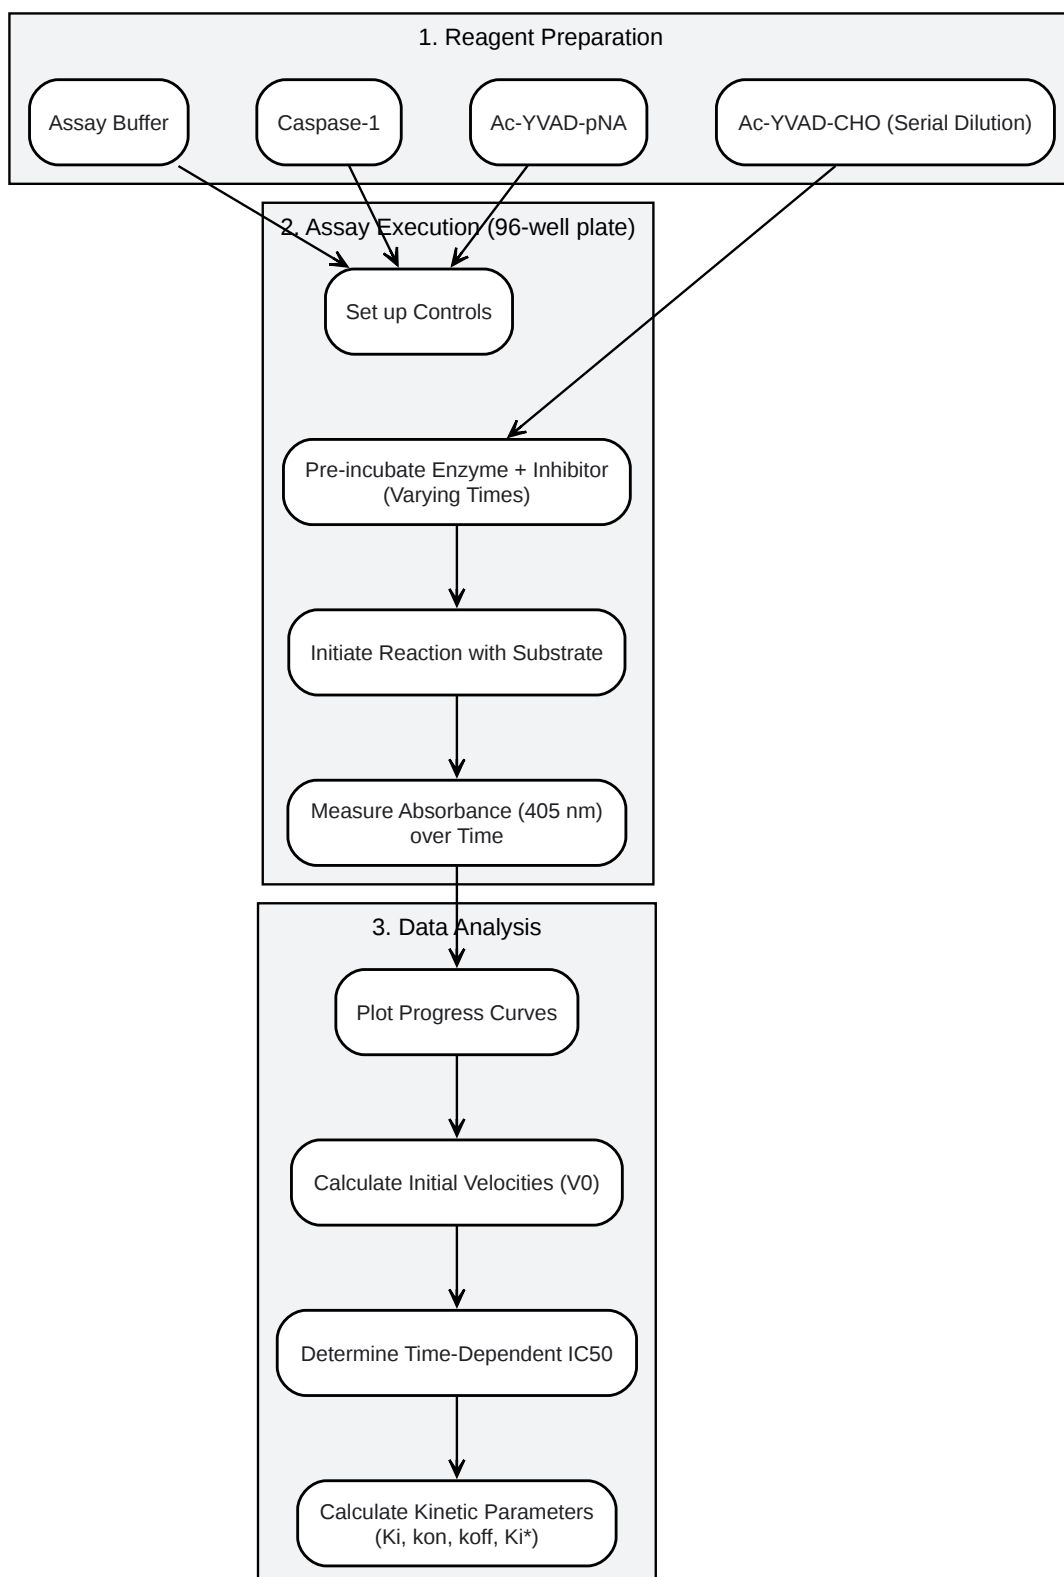 1. Reagent Preparation
Assay Buffer
Caspase-1
Ac-YVAD-pNA
Ac-YVAD-CHO (Serial Dilution)
2. Assay Execution (96-well plate)
Set up Controls
Pre-incubate Enzyme + Inhibitor
(Varying Times)
Initiate Reaction with Substrate
Measure Absorbance (405 nm)
over Time
3. Data Analysis
Plot Progress Curves
Calculate Initial Velocities (V0)
Determine Time-Dependent IC50
Calculate Kinetic Parameters
(Ki, kon, koff, Ki*)